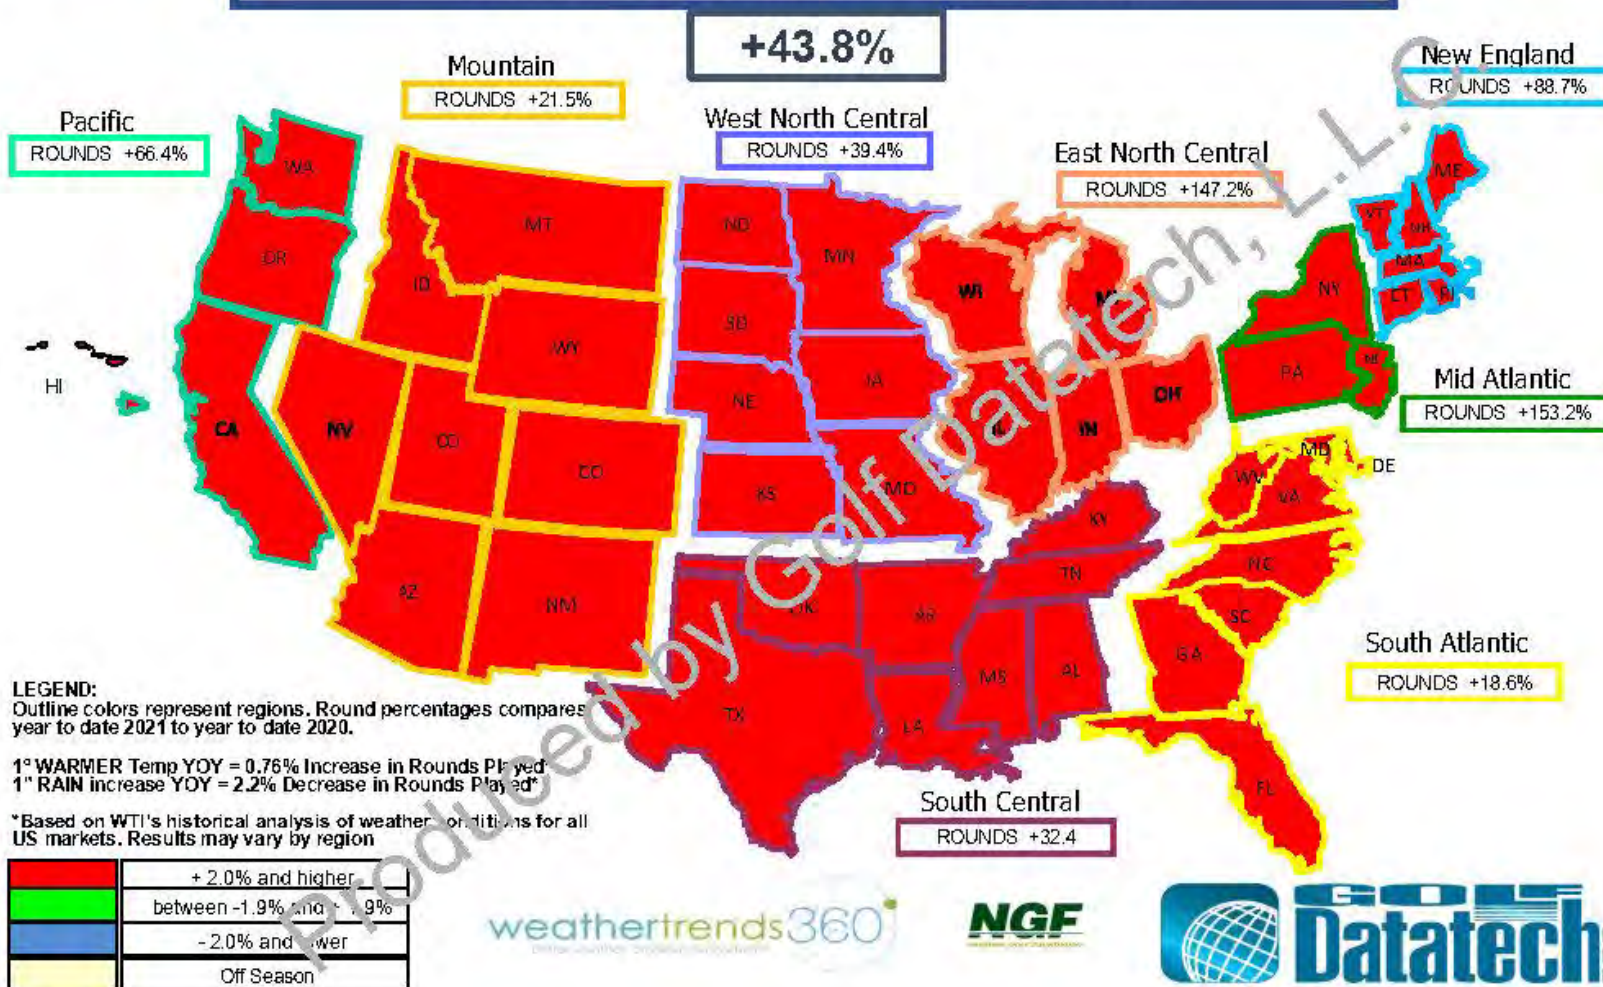 +43.8%
New England
ROUNDS +88.7%
Mountain
ROUNDS +21.5%
Pacific
ROUNDS +66.4%
West North Central
ROUNDS +39.4%
East North Central
ROUNDS +147.2%
WA
OR
CA
HI
MT
ID
WY
NV
CO
CO
AZ
NM
ND
MN
SD
IA
NE
KS
MO
WI
MI
IL
IN
OH
ME
VT
NH
MA
CT
RI
NY
PA
NJ
Mid Atlantic
ROUNDS +153.2%
MD
DE
WV
VA
KY
TN
NC
SC
GA
FL
OK
AR
TX
LA
MS
AL
South Atlantic
ROUNDS +18.6%
South Central
ROUNDS +32.4
LEGEND:
Outline colors represent regions. Round percentages compares
year to date 2021 to year to date 2020.
1° WARMER Temp YOY = 0.76% Increase in Rounds Played*
1" RAIN increase YOY = 2.2% Decrease in Rounds Played*
*Based on WTI's historical analysis of weather conditions for all
US markets. Results may vary by region
+ 2.0% and higher
between -1.9% and + 1.9%
- 2.0% and lower
Off Season
Produced by Golf Datatech, L.L.C.
weathertrends360°
NGF
GOLF
Datatech